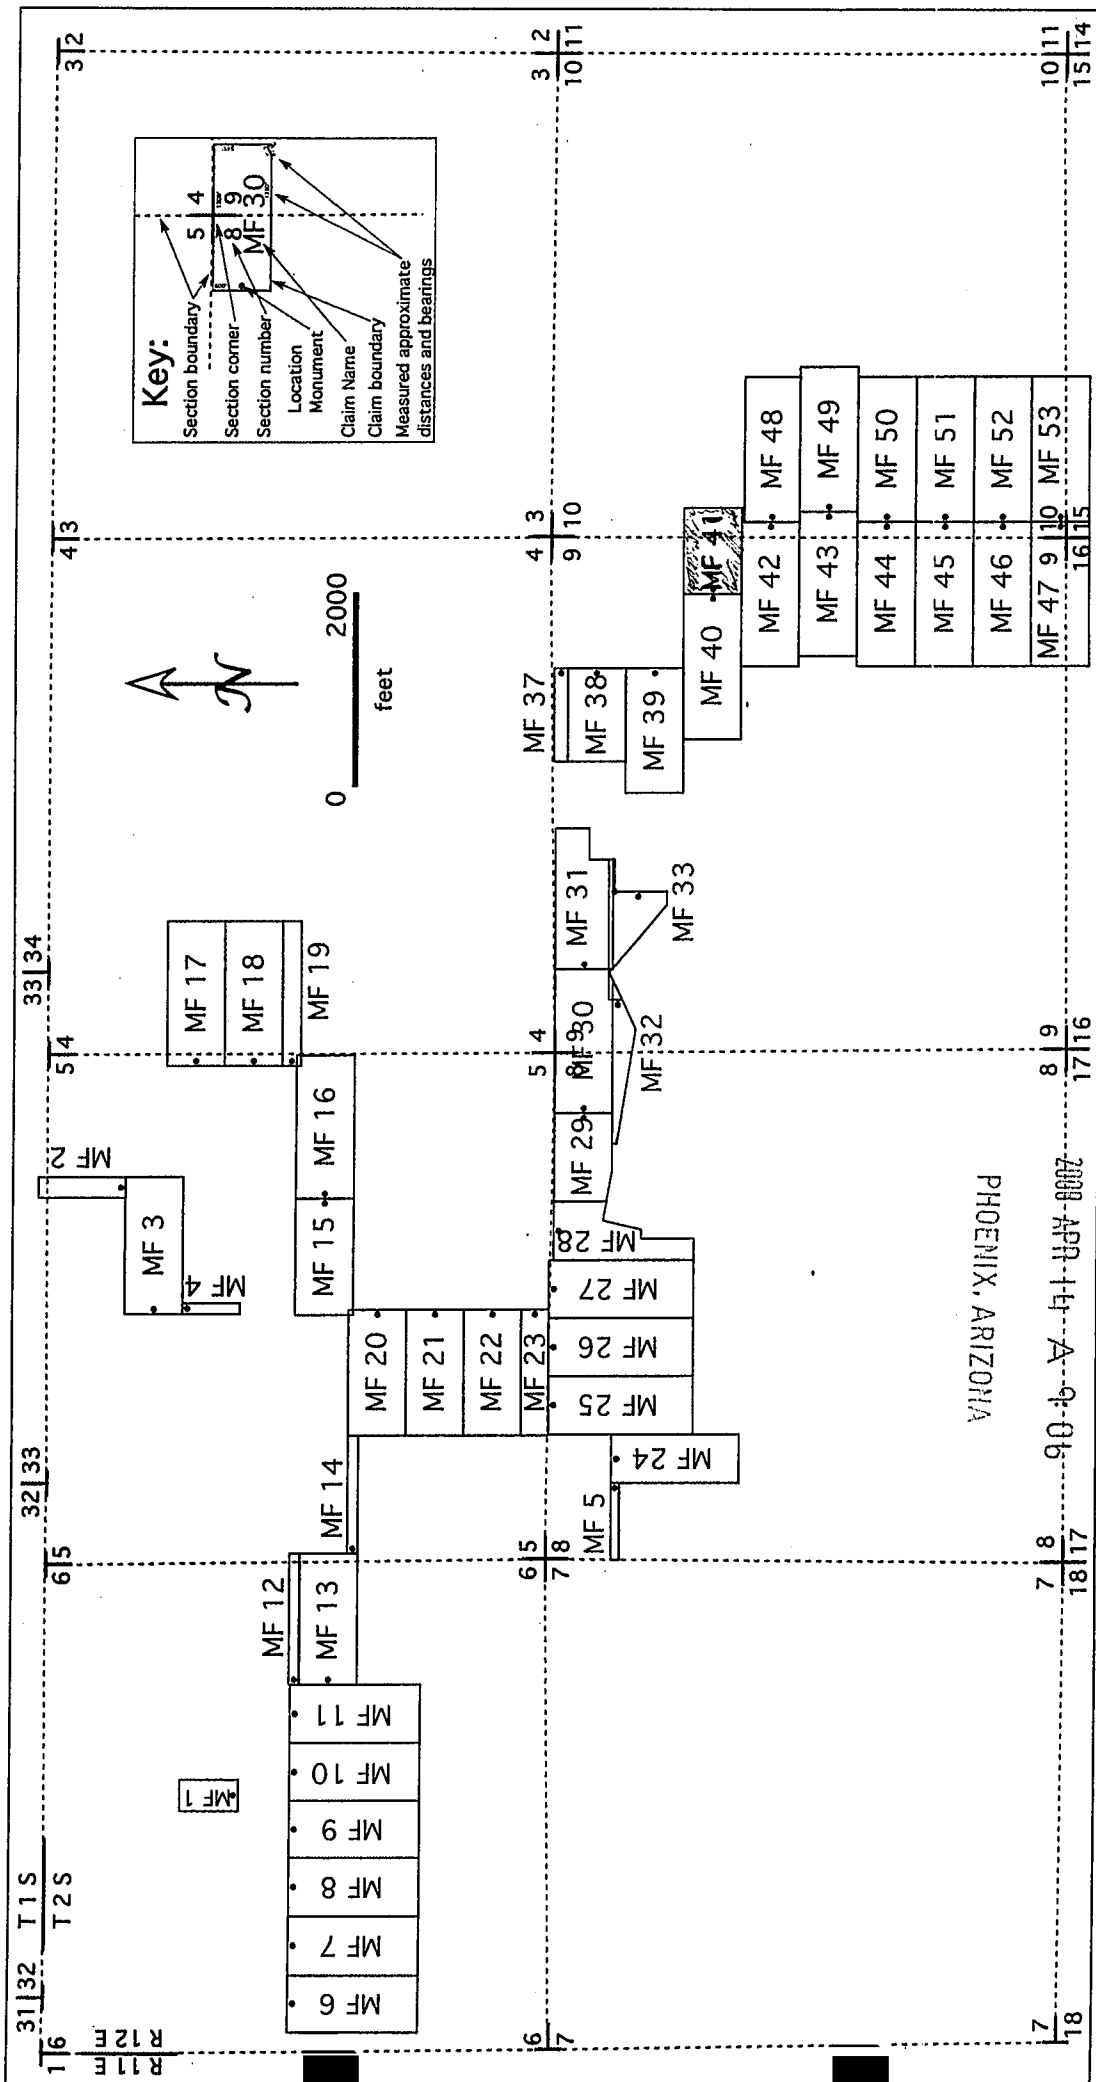 31|32
T 1 S
T 2 S
32|33
33|34
1|6
R11E
R12E
6|5
5|4
4|3
3|2
Key:
Section boundary
Section corner
Section number
Location
Monument
Claim Name
Claim boundary
Measured approximate
distances and bearings
5 4
8 9
MF 30
600'
N
0 2000
feet
MF 1
MF 2
MF 3
MF 4
MF 17
MF 18
MF 19
MF 6
MF 7
MF 8
MF 9
MF 10
MF 11
MF 12
MF 13
MF 14
MF 15
MF 16
MF 20
MF 21
MF 22
MF 23
6
7
6 5
7 8
5 4
8 9
4 3
9 10
3 2
10 11
MF 5
MF 24
MF 25
MF 26
MF 27
MF 28
MF 29
MF 30
MF 31
MF 32
MF 33
MF 37
MF 38
MF 39
MF 40
MF 41
MF 42
MF 48
MF 43
MF 49
MF 44
MF 50
MF 45
MF 51
MF 46
MF 52
MF 47
MF 53
7
18
7 8
18 17
8 9
17 16
9 10
16 15
10 11
15 14
PHOENIX, ARIZONA
2008 APR 14 A 9:06